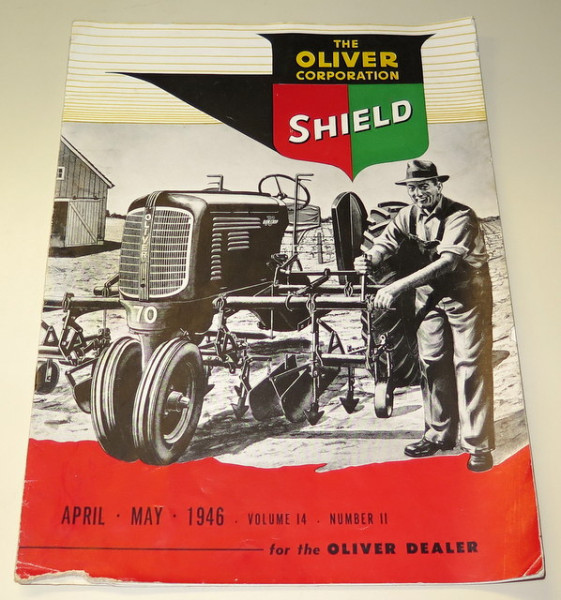 THE
OLIVER
CORPORATION
SHIELD
OLIVER
70
APRIL · MAY · 1946 . VOLUME 14 . NUMBER 11
for the OLIVER DEALER